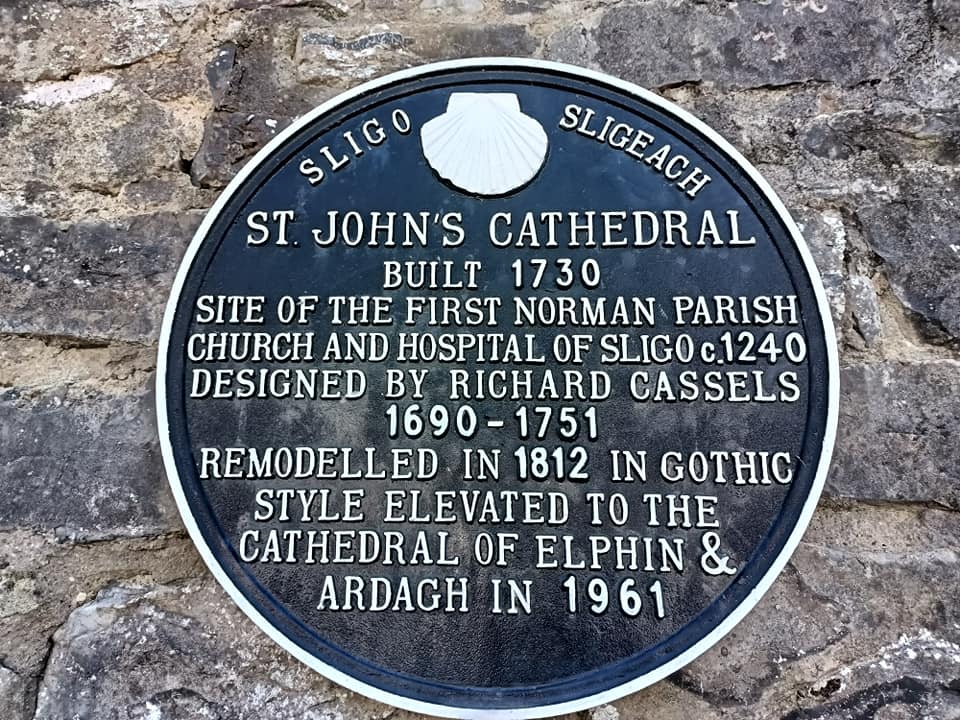 SLIGO SLIGEACH
ST. JOHN'S CATHEDRAL
BUILT 1730
SITE OF THE FIRST NORMAN PARISH
CHURCH AND HOSPITAL OF SLIGO c.1240
DESIGNED BY RICHARD CASSELS
1690-1751
REMODELLED IN 1812 IN GOTHIC
STYLE ELEVATED TO THE
CATHEDRAL OF ELPHIN &
ARDAGH IN 1961